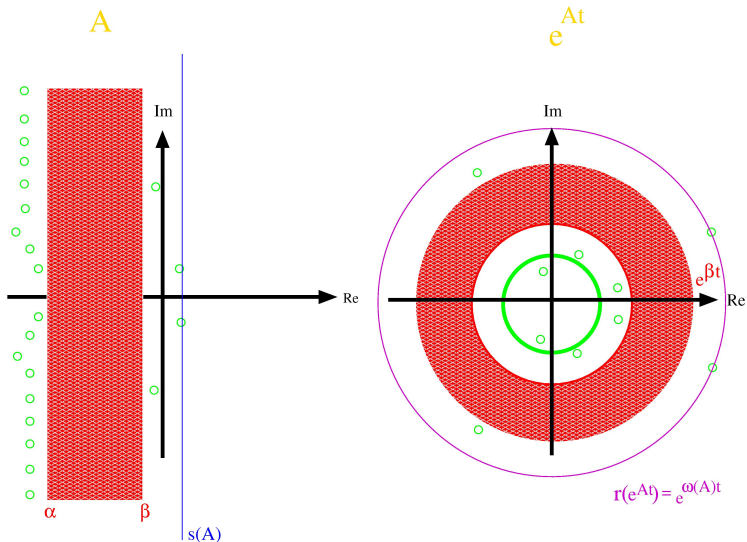 A
e^{At}
Im
Im
e^{βt}
Re
Re
r(e^{At}) = e^{ω(A)t}
α
β
s(A)